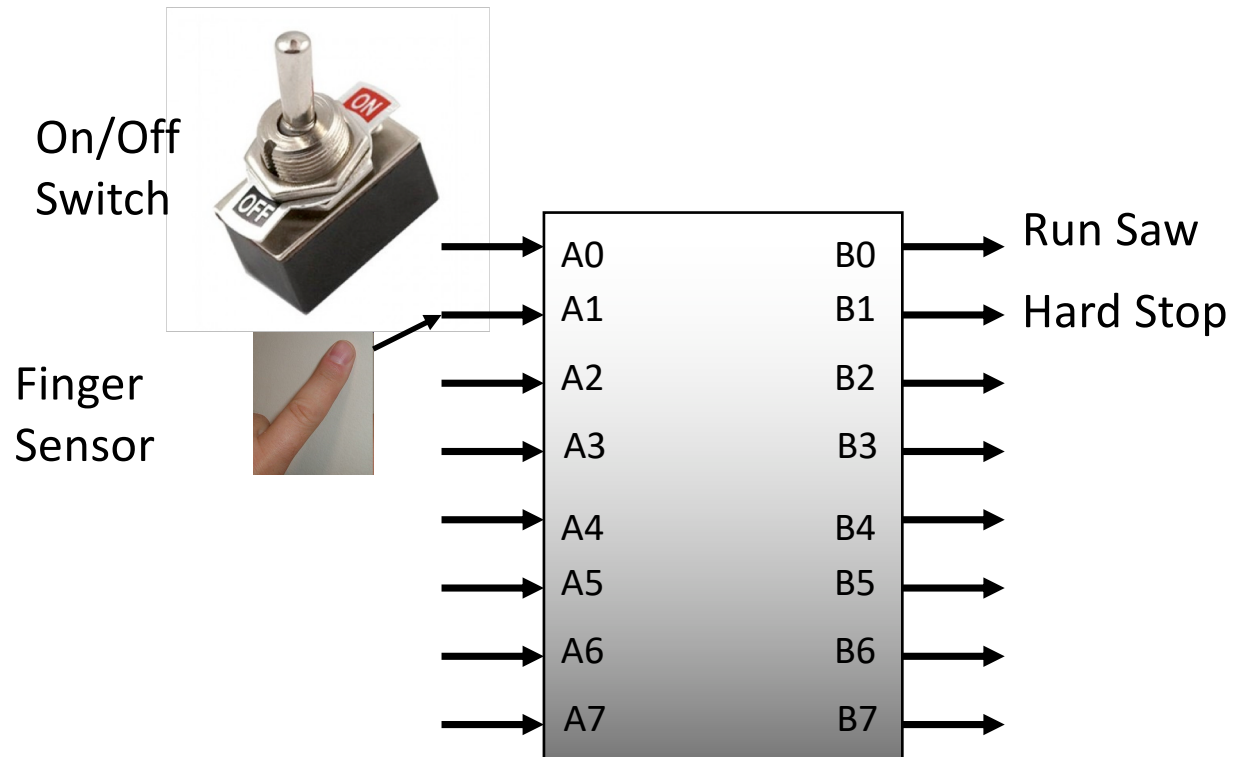 On/Off
Switch
ON
OFF
Finger
Sensor
A0
A1
A2
A3
A4
A5
A6
A7
B0
B1
B2
B3
B4
B5
B6
B7
Run Saw
Hard Stop